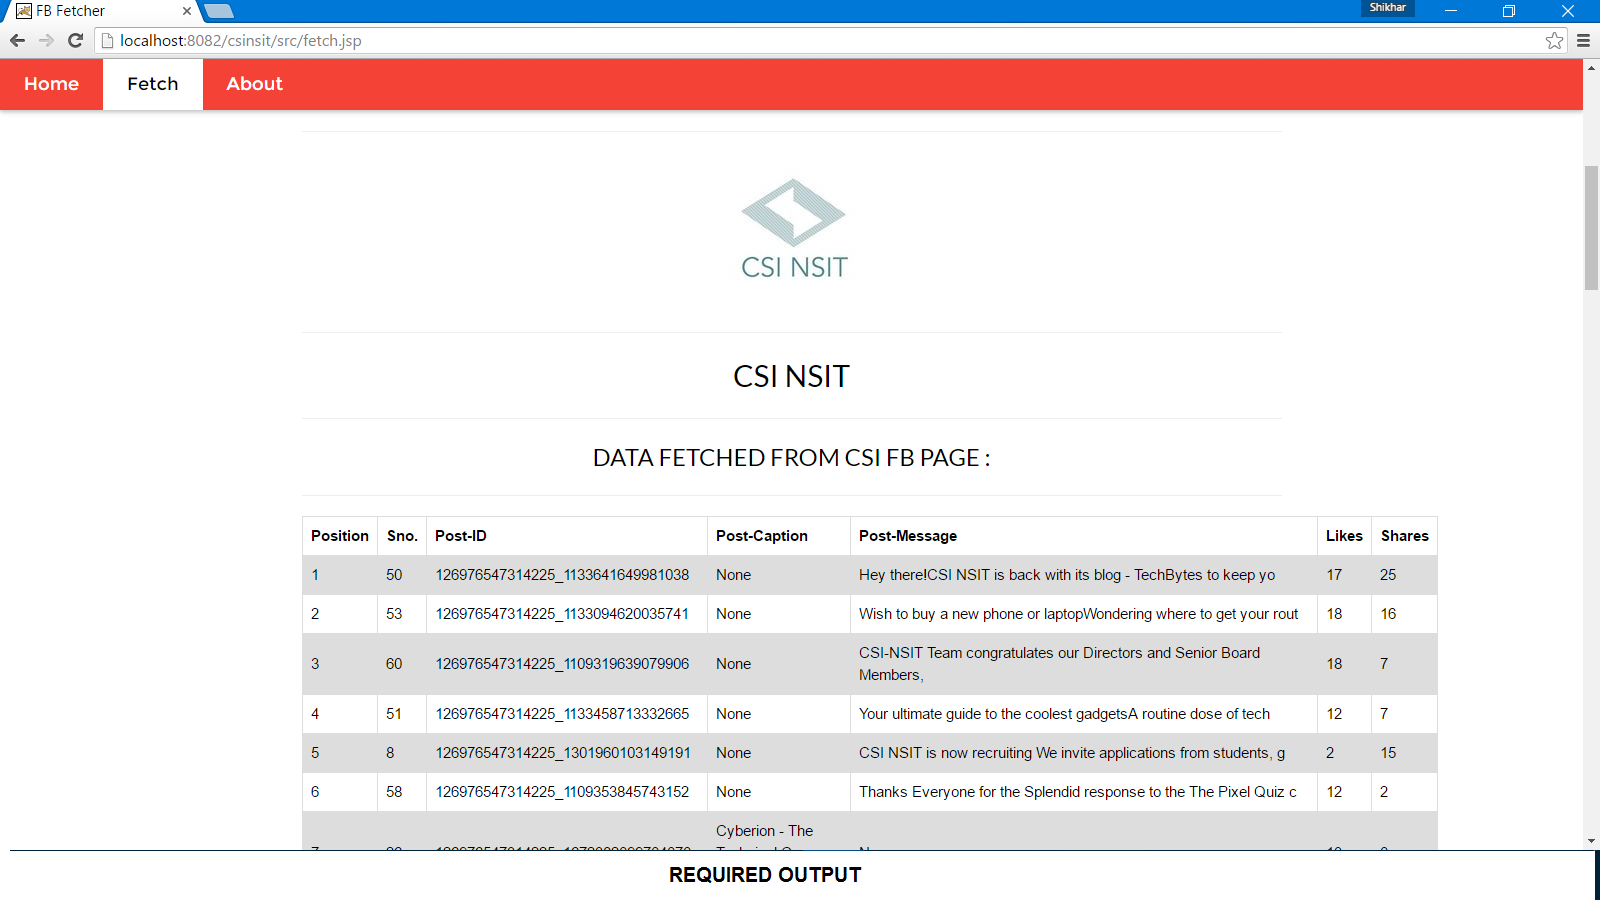 FB Fetcher
Shikhar
localhost:8082/csinsit/src/fetch.jsp
Home Fetch About
CSI NSIT
CSI NSIT
DATA FETCHED FROM CSI FB PAGE :
Position Sno. Post-ID Post-Caption Post-Message Likes Shares
1 50 126976547314225_1133641649981038 None Hey there!CSI NSIT is back with its blog - TechBytes to keep yo 17 25
2 53 126976547314225_1133094620035741 None Wish to buy a new phone or laptopWondering where to get your rout 18 16
3 60 126976547314225_1109319639079906 None CSI-NSIT Team congratulates our Directors and Senior Board
Members, 18 7
4 51 126976547314225_1133458713332665 None Your ultimate guide to the coolest gadgetsA routine dose of tech 12 7
5 8 126976547314225_1301960103149191 None CSI NSIT is now recruiting We invite applications from students, g 2 15
6 58 126976547314225_1109353845743152 None Thanks Everyone for the Splendid response to the The Pixel Quiz c 12 2
Cyberion - The
REQUIRED OUTPUT